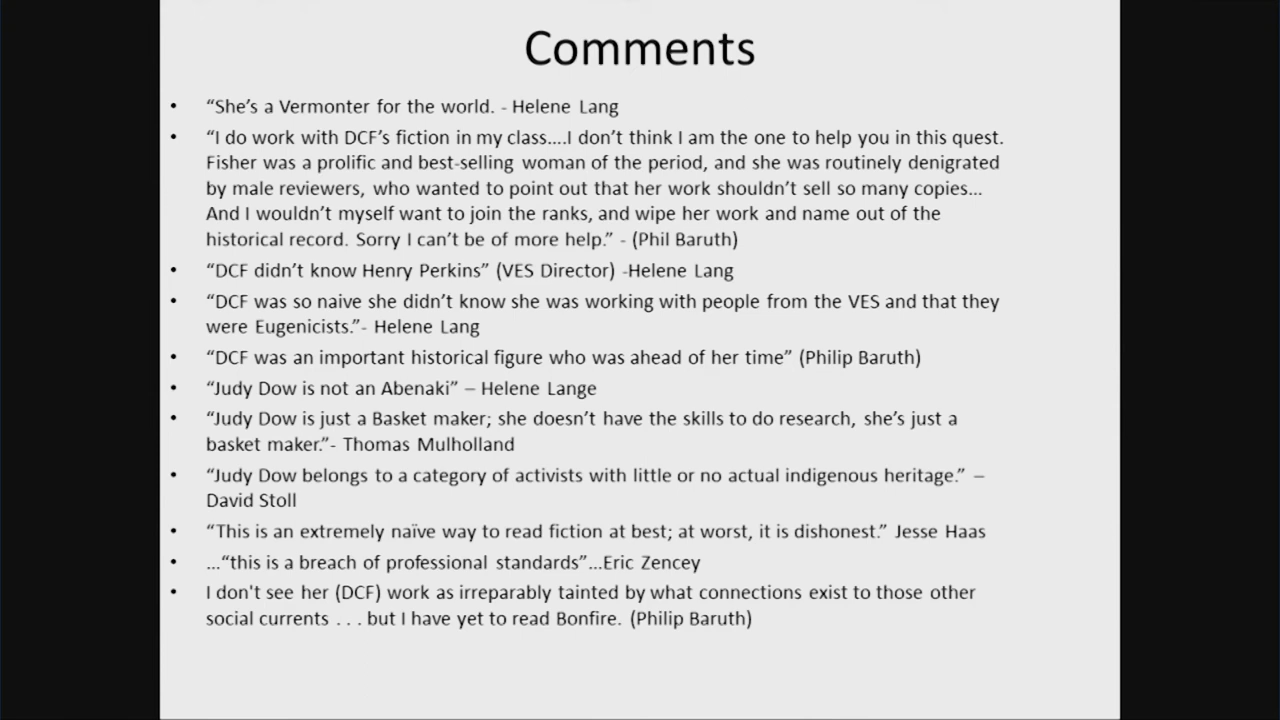 Comments
• “She’s a Vermonter for the world. - Helene Lang
• “I do work with DCF’s fiction in my class....I don’t think I am the one to help you in this quest.
Fisher was a prolific and best-selling woman of the period, and she was routinely denigrated
by male reviewers, who wanted to point out that her work shouldn’t sell so many copies...
And I wouldn’t myself want to join the ranks, and wipe her work and name out of the
historical record. Sorry I can’t be of more help.” - (Phil Baruth)
• “DCF didn’t know Henry Perkins” (VES Director) -Helene Lang
• “DCF was so naive she didn’t know she was working with people from the VES and that they
were Eugenicists.”- Helene Lang
• “DCF was an important historical figure who was ahead of her time” (Philip Baruth)
• “Judy Dow is not an Abenaki” – Helene Lange
• “Judy Dow is just a Basket maker; she doesn’t have the skills to do research, she’s just a
basket maker.”- Thomas Mulholland
• “Judy Dow belongs to a category of activists with little or no actual indigenous heritage.” –
David Stoll
• “This is an extremely naïve way to read fiction at best; at worst, it is dishonest.” Jesse Haas
• ...“this is a breach of professional standards”...Eric Zencey
• I don't see her (DCF) work as irreparably tainted by what connections exist to those other
social currents . . . but I have yet to read Bonfire. (Philip Baruth)